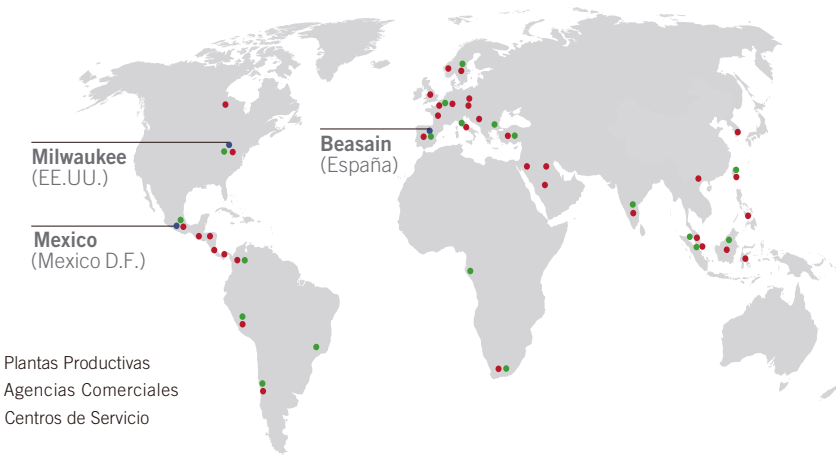 Milwaukee
(EE.UU.)
Beasain
(España)
Mexico
(Mexico D.F.)
Plantas Productivas
Agencias Comerciales
Centros de Servicio